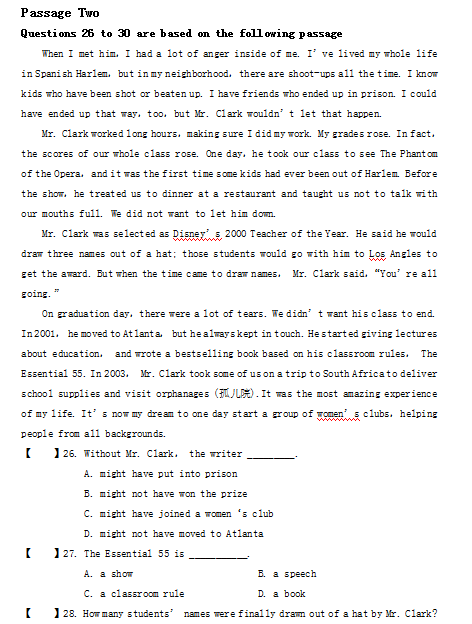 Passage Two
Questions 26 to 30 are based on the following passage
When I met him, I had a lot of anger inside of me. I've lived my whole life
in Spanish Harlem, but in my neighborhood, there are shoot-ups all the time. I know
kids who have been shot or beaten up. I have friends who ended up in prison. I could
have ended up that way, too, but Mr. Clark wouldn't let that happen.
Mr. Clark worked long hours, making sure I did my work. My grades rose. In fact,
the scores of our whole class rose. One day, he took our class to see The Phantom
of the Opera, and it was the first time some kids had ever been out of Harlem. Before
the show, he treated us to dinner at a restaurant and taught us not to talk with
our mouths full. We did not want to let him down.
Mr. Clark was selected as Disney's 2000 Teacher of the Year. He said he would
draw three names out of a hat; those students would go with him to Los Angles to
get the award. But when the time came to draw names, Mr. Clark said, "You're all
going."
On graduation day, there were a lot of tears. We didn't want his class to end.
In 2001, he moved to Atlanta, but he always kept in touch. He started giving lectures
about education, and wrote a bestselling book based on his classroom rules, The
Essential 55. In 2003, Mr. Clark took some of us on a trip to South Africa to deliver
school supplies and visit orphanages (孤儿院). It was the most amazing experience
of my life. It's now my dream to one day start a group of women's clubs, helping
people from all backgrounds.
【 】26. Without Mr. Clark, the writer ________.
A. might have put into prison
B. might not have won the prize
C. might have joined a women 's club
D. might not have moved to Atlanta
【 】27. The Essential 55 is __________.
A. a show B. a speech
C. a classroom rule D. a book
【 】28. How many students' names were finally drawn out of a hat by Mr. Clark?